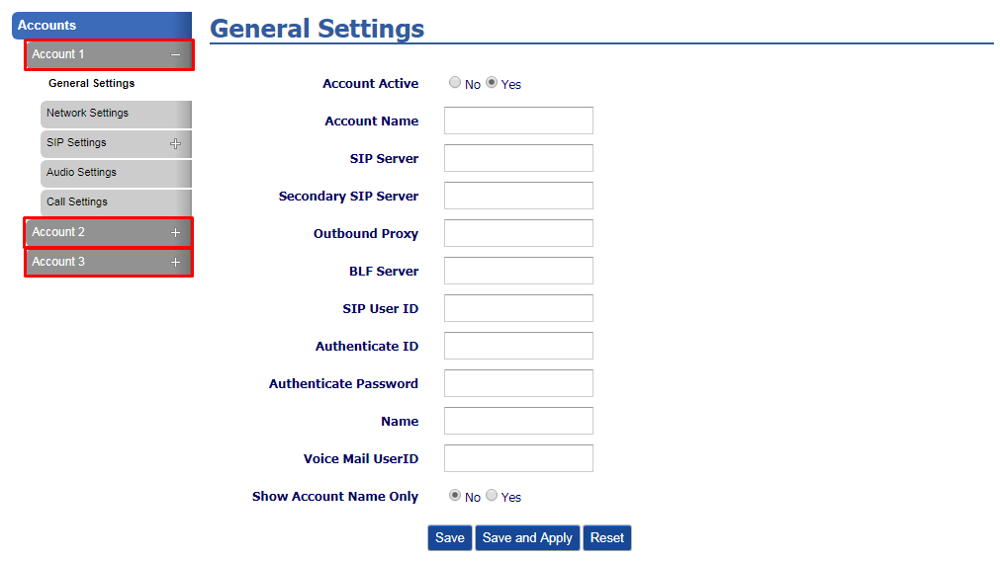 Accounts
Account 1
General Settings
Network Settings
SIP Settings
Audio Settings
Call Settings
Account 2
Account 3
General Settings
Account Active No Yes
Account Name
SIP Server
Secondary SIP Server
Outbound Proxy
BLF Server
SIP User ID
Authenticate ID
Authenticate Password
Name
Voice Mail UserID
Show Account Name Only No Yes
Save Save and Apply Reset